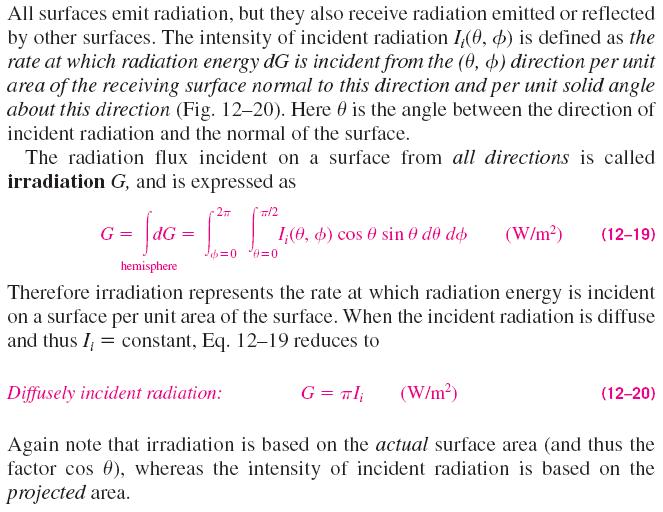 All surfaces emit radiation, but they also receive radiation emitted or reflected
by other surfaces. The intensity of incident radiation Iᵢ(θ, ϕ) is defined as the
rate at which radiation energy dG is incident from the (θ, ϕ) direction per unit
area of the receiving surface normal to this direction and per unit solid angle
about this direction (Fig. 12–20). Here θ is the angle between the direction of
incident radiation and the normal of the surface.
The radiation flux incident on a surface from all directions is called
irradiation G, and is expressed as
G = ∫_hemisphere dG = ∫_{ϕ=0}^{2π} ∫_{θ=0}^{π/2} Iᵢ(θ, ϕ) cos θ sin θ dθ dϕ (W/m²) (12–19)
Therefore irradiation represents the rate at which radiation energy is incident
on a surface per unit area of the surface. When the incident radiation is diffuse
and thus Iᵢ = constant, Eq. 12–19 reduces to
Diffusely incident radiation: G = πIᵢ (W/m²) (12–20)
Again note that irradiation is based on the actual surface area (and thus the
factor cos θ), whereas the intensity of incident radiation is based on the
projected area.